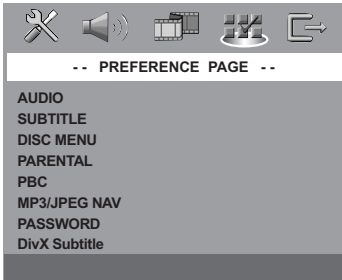 -- PREFERENCE PAGE --
AUDIO
SUBTITLE
DISC MENU
PARENTAL
PBC
MP3/JPEG NAV
PASSWORD
DivX Subtitle